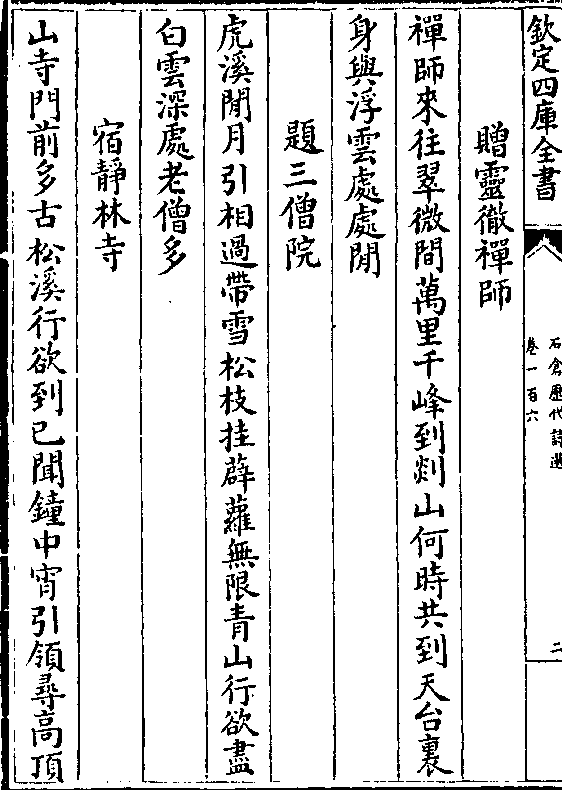 欽定四庫全書
石倉歷代詩選
卷一百六
二
贈靈徹禪師
禪師來往翠微間萬里千峰到剡山何時共到天台裏
身與浮雲處處閒
題三僧院
虎溪閒月引相過帶雪松枝挂薜蘿無限青山行欲盡
白雲深處老僧多
宿靜林寺
山寺門前多古松溪行欲到已聞鐘中宵引領尋高頂